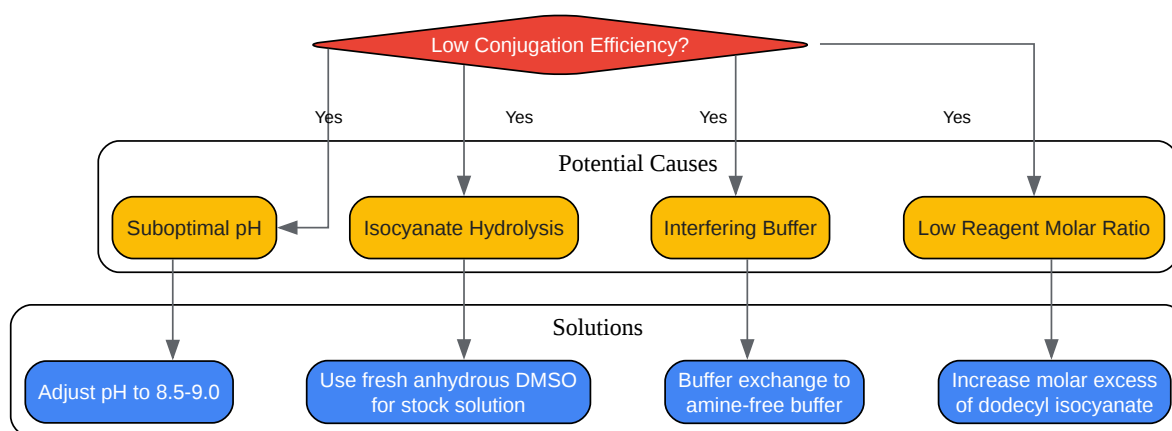 Low Conjugation Efficiency?
Yes
Yes
Yes
Yes
Potential Causes
Suboptimal pH
Isocyanate Hydrolysis
Interfering Buffer
Low Reagent Molar Ratio
Solutions
Adjust pH to 8.5-9.0
Use fresh anhydrous DMSO
for stock solution
Buffer exchange to
amine-free buffer
Increase molar excess
of dodecyl isocyanate